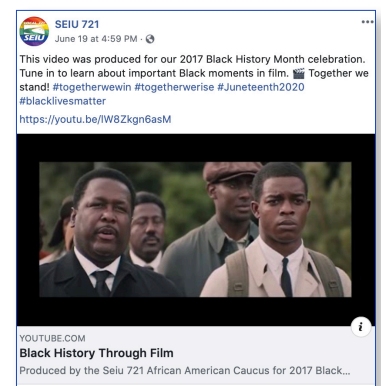 SEIU 721
June 19 at 4:59 PM ·
This video was produced for our 2017 Black History Month celebration.
Tune in to learn about important Black moments in film. 🎬 Together we
stand! #togetherwewin #togetherwerise #Juneteenth2020
#blacklivesmatter
https://youtu.be/lW8Zkgn6asM
YOUTUBE.COM
Black History Through Film
Produced by the Seiu 721 African American Caucus for 2017 Black...
SEIU
i